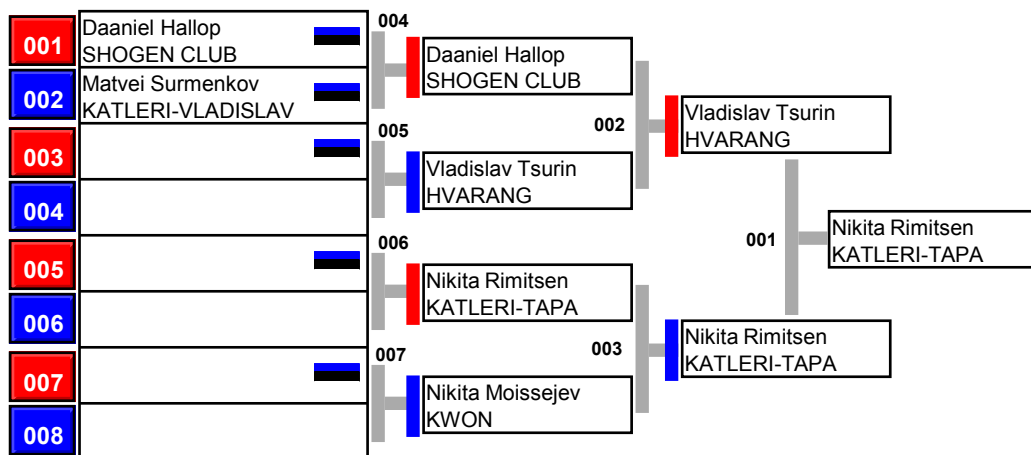 001
Daaniel Hallop
SHOGEN CLUB
002
Matvei Surmenkov
KATLERI-VLADISLAV
003
004
005
006
007
008
004
Daaniel Hallop
SHOGEN CLUB
005
Vladislav Tsurin
HVARANG
006
Nikita Rimitsen
KATLERI-TAPA
007
Nikita Moissejev
KWON
002
Vladislav Tsurin
HVARANG
003
Nikita Rimitsen
KATLERI-TAPA
001
Nikita Rimitsen
KATLERI-TAPA